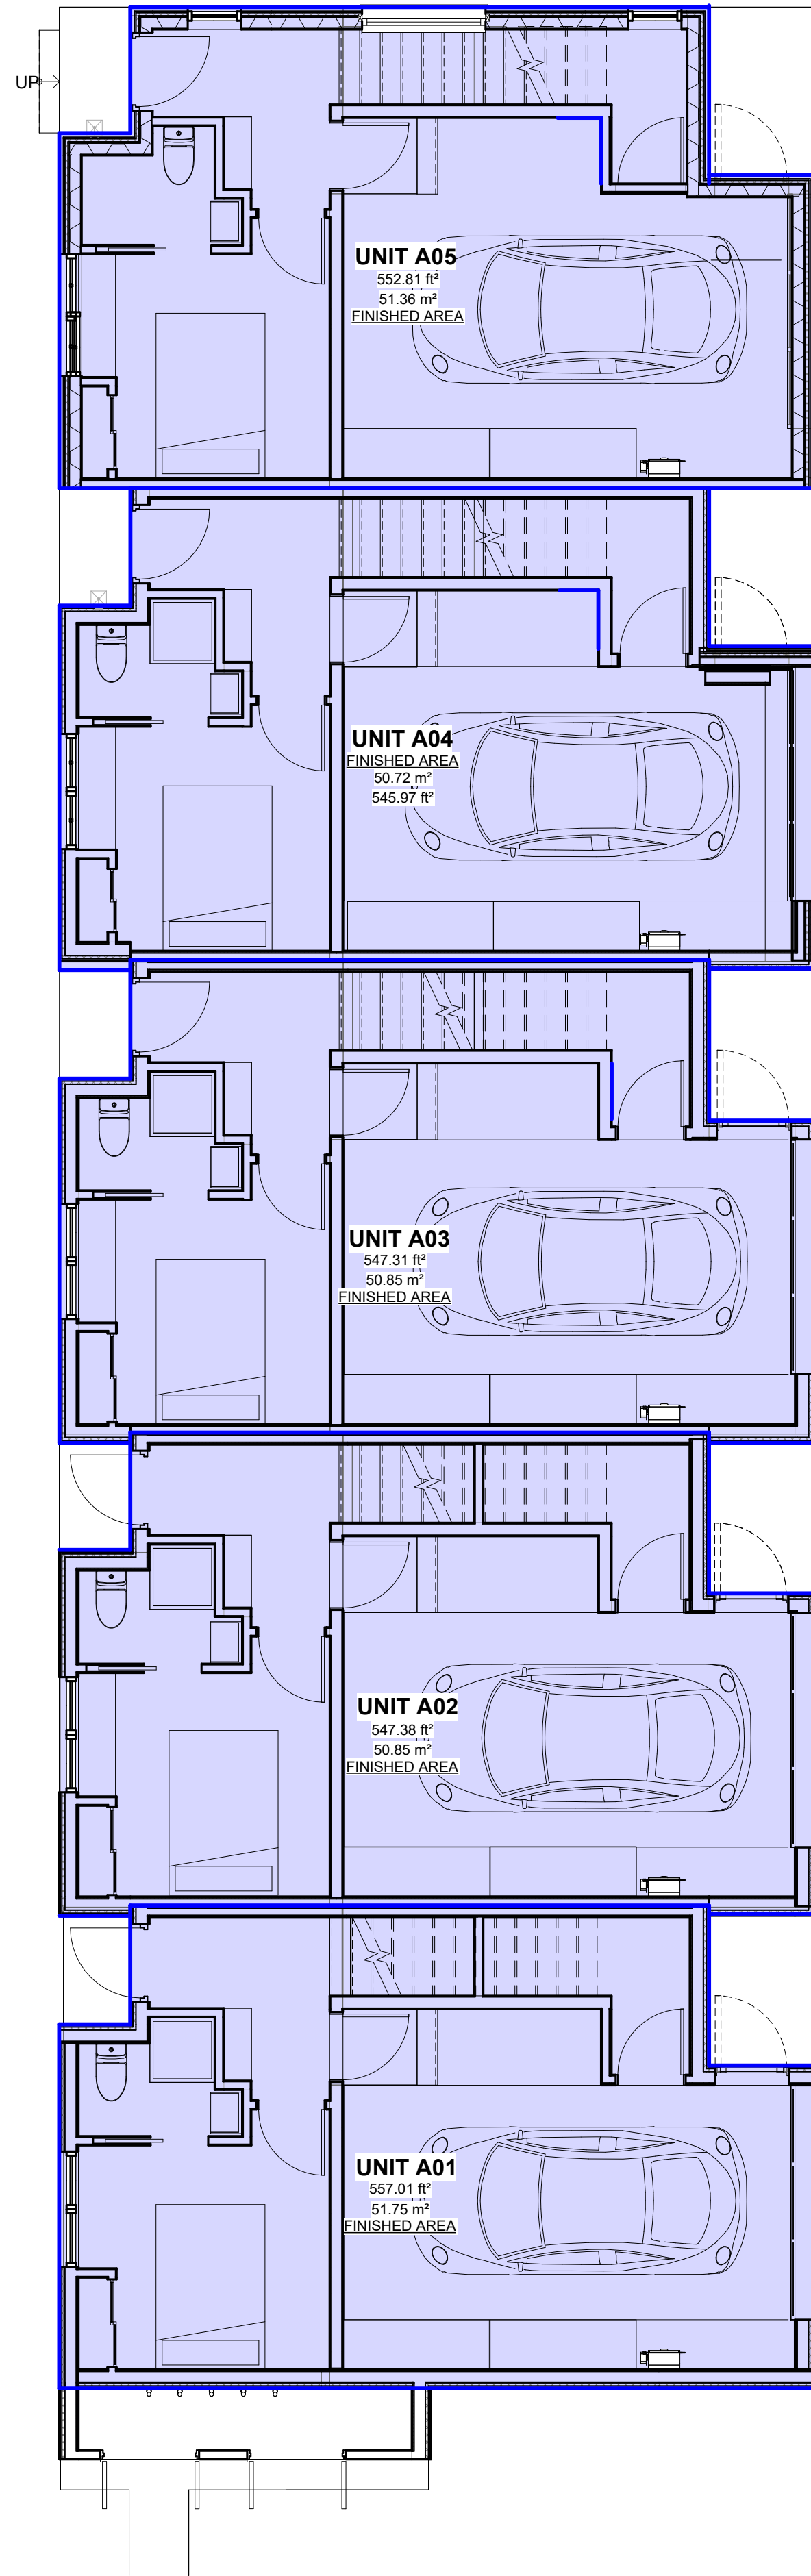 UP
UNIT A05
552.81 ft²
51.36 m²
FINISHED AREA
UNIT A04
FINISHED AREA
50.72 m²
545.97 ft²
UNIT A03
547.31 ft²
50.85 m²
FINISHED AREA
UNIT A02
547.38 ft²
50.85 m²
FINISHED AREA
UNIT A01
557.01 ft²
51.75 m²
FINISHED AREA